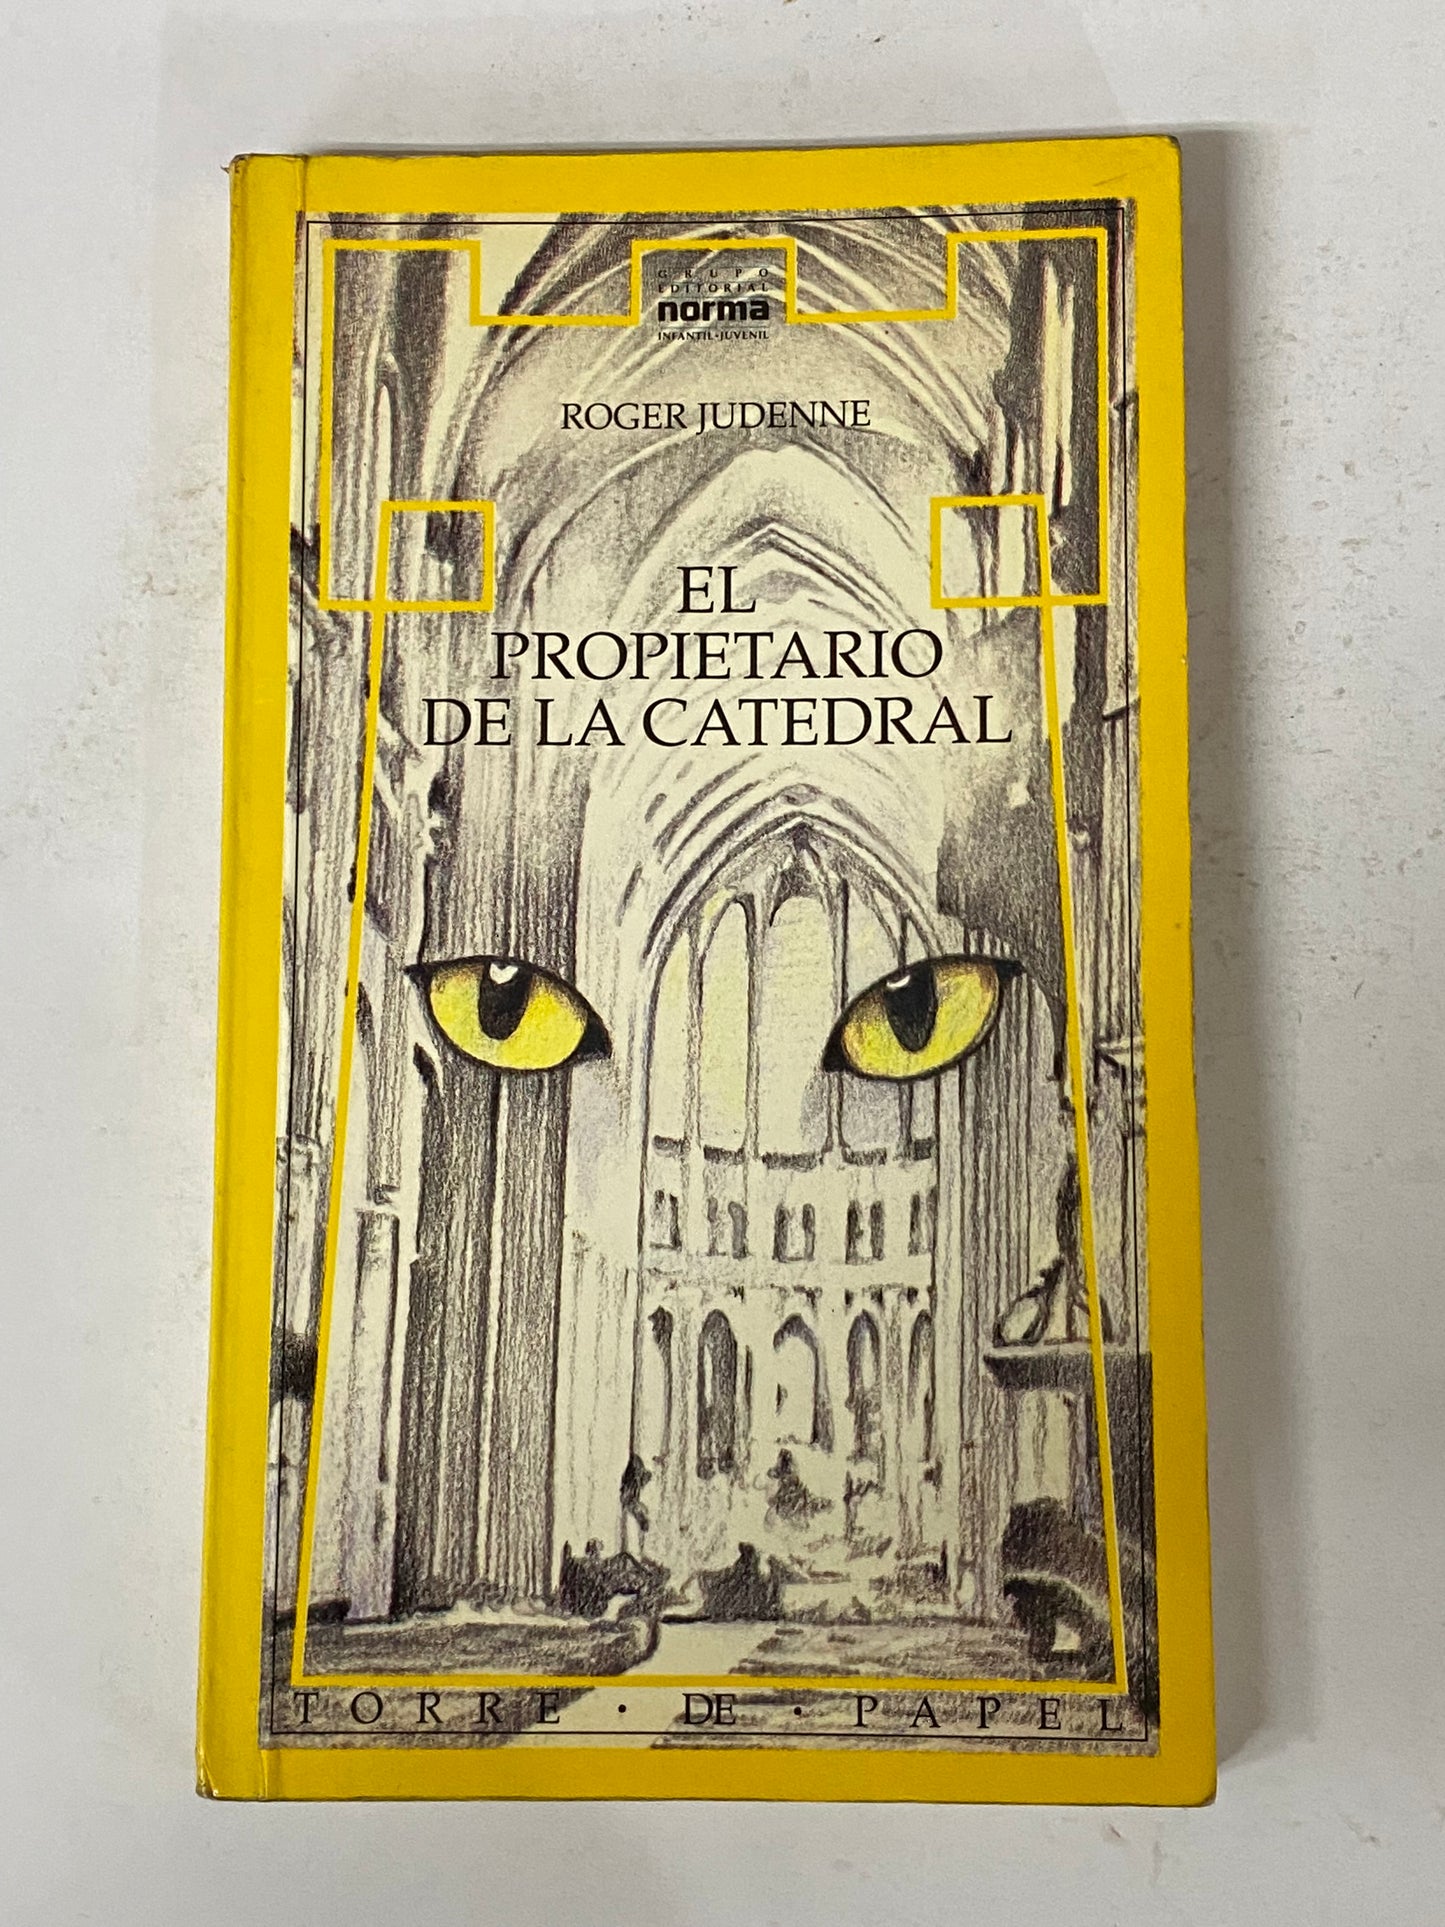 GRUPO
EDITORIAL
norma
INFANTIL-JUVENIL
ROGER JUDENNE
EL
PROPIETARIO
DE LA CATEDRAL
TORRE · DE · PAPEL